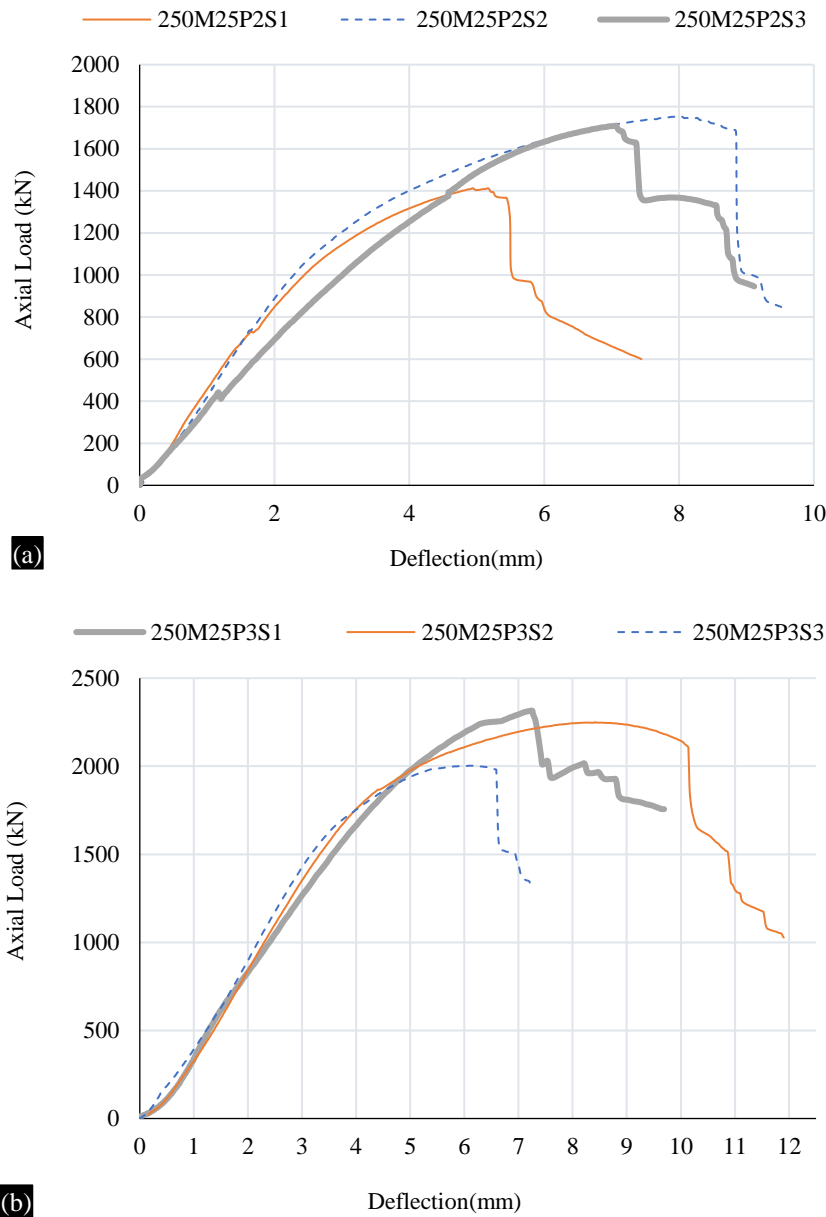 250M25P2S1 250M25P2S2 250M25P2S3
2000
1800
1600
1400
1200
1000
800
600
400
200
0
Axial Load (kN)
0 2 4 6 8 10
(a)
Deflection(mm)
250M25P3S1 250M25P3S2 250M25P3S3
2500
2000
1500
1000
500
0
Axial Load (kN)
0 1 2 3 4 5 6 7 8 9 10 11 12
(b)
Deflection(mm)